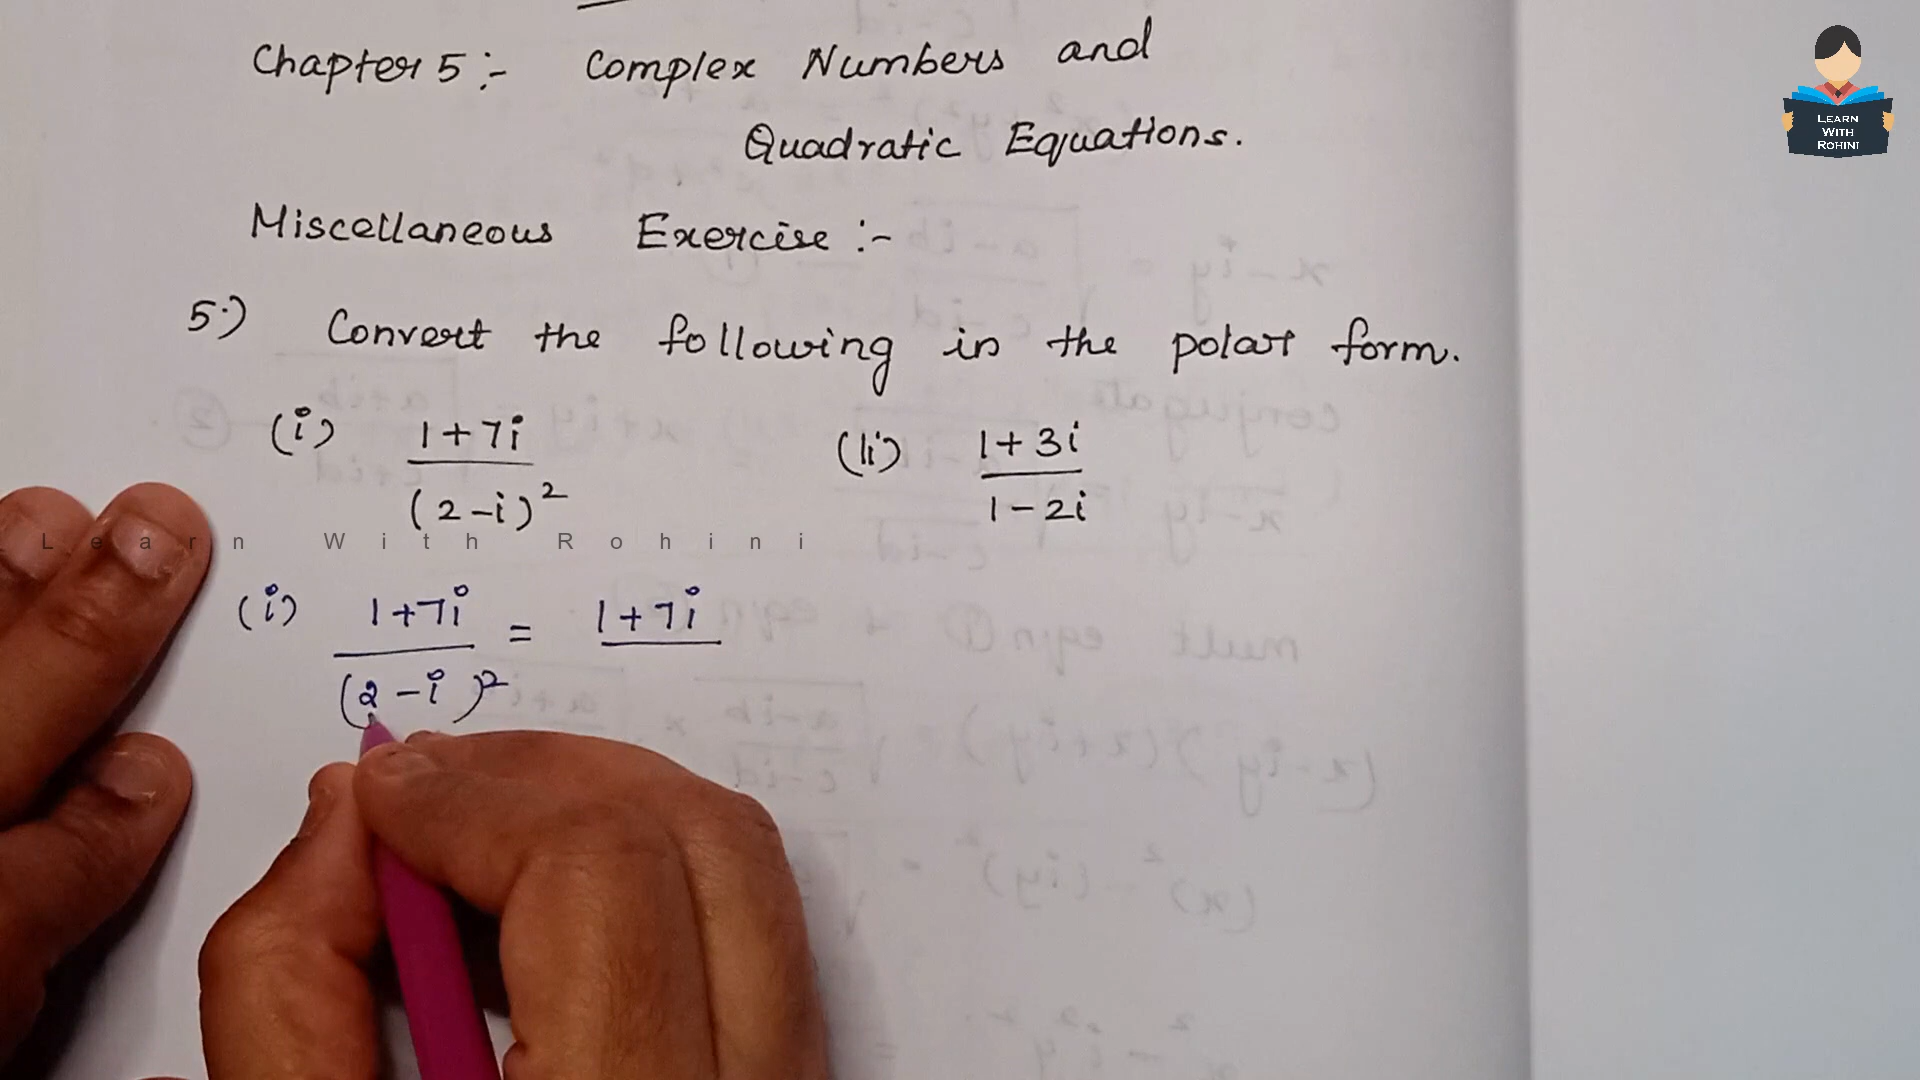 Chapter 5 :- Complex Numbers and
Quadratic Equations.
Miscellaneous Exercise :-
5.) Convert the following in the polar form.
(i) 1+7i / (2-i)² (ii) 1+3i / 1-2i
Learn With Rohini
(i) 1+7i / (2-i)² = 1+7i
LEARN
WITH
ROHINI